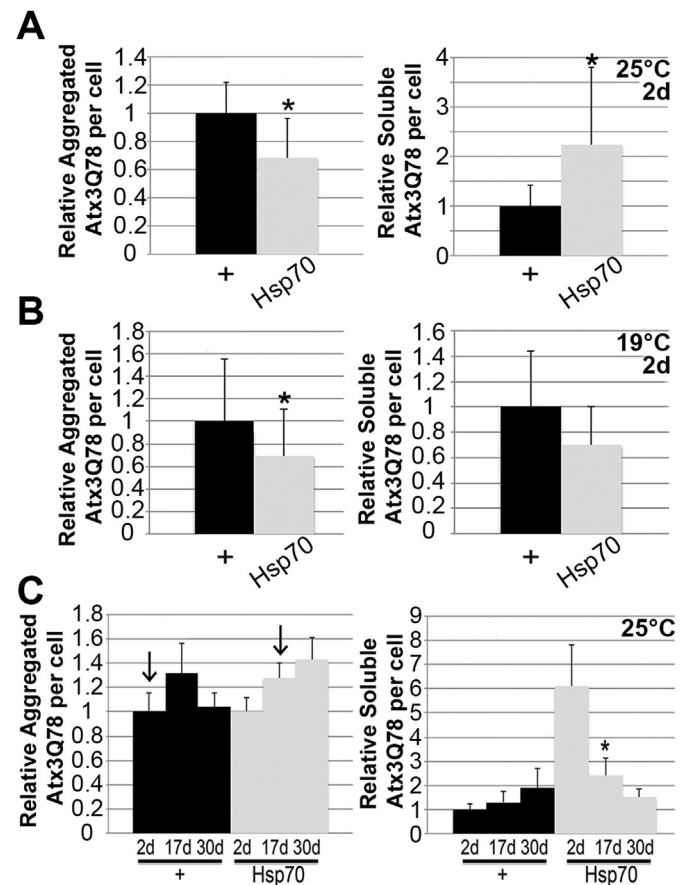 A
Relative Aggregated
Atx3Q78 per cell
1.4
1.2
1
0.8
0.6
0.4
0.2
0
+
Hsp70
Relative Soluble
Atx3Q78 per cell
4
3
2
1
0
*
*
25°C
2d
+
Hsp70
B
Relative Aggregated
Atx3Q78 per cell
1.8
1.6
1.4
1.2
1
0.8
0.6
0.4
0.2
0
*
+
Hsp70
Relative Soluble
Atx3Q78 per cell
1.6
1.4
1.2
1
0.8
0.6
0.4
0.2
0
19°C
2d
+
Hsp70
C
Relative Aggregated
Atx3Q78 per cell
1.8
1.6
1.4
1.2
1
0.8
0.6
0.4
0.2
0
2d 17d 30d 2d 17d 30d
+ Hsp70
Relative Soluble
Atx3Q78 per cell
9
8
7
6
5
4
3
2
1
0
25°C
*
2d 17d 30d 2d 17d 30d
+ Hsp70